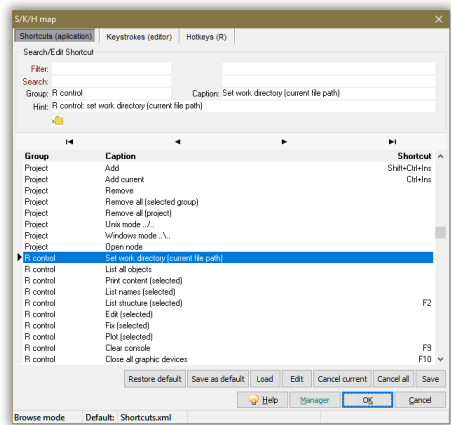 S/K/H map
Shortcuts (aplication) Keystrokes (editor) Hotkeys (R)
Search/Edit Shortcut
Filter:
Search:
Group: R control Caption: Set work directory (current file path)
Hint: R control: set work directory (current file path)
Group Caption Shortcut
Project Add Shift+Ctrl+Ins
Project Add current Ctrl+Ins
Project Remove
Project Remove all (selected group)
Project Remove all (project)
Project Unix mode ../..
Project Windows mode ..\..
Project Open node
R control Set work directory (current file path)
R control List all objects
R control Print content (selected)
R control List names (selected)
R control List structure (selected) F2
R control Edit (selected)
R control Fix (selected)
R control Plot (selected)
R control Clear console F9
R control Close all graphic devices F10
Restore default Save as default Load Edit Cancel current Cancel all Save
Help Manager OK Cancel
Browse mode Default: Shortcuts.xml